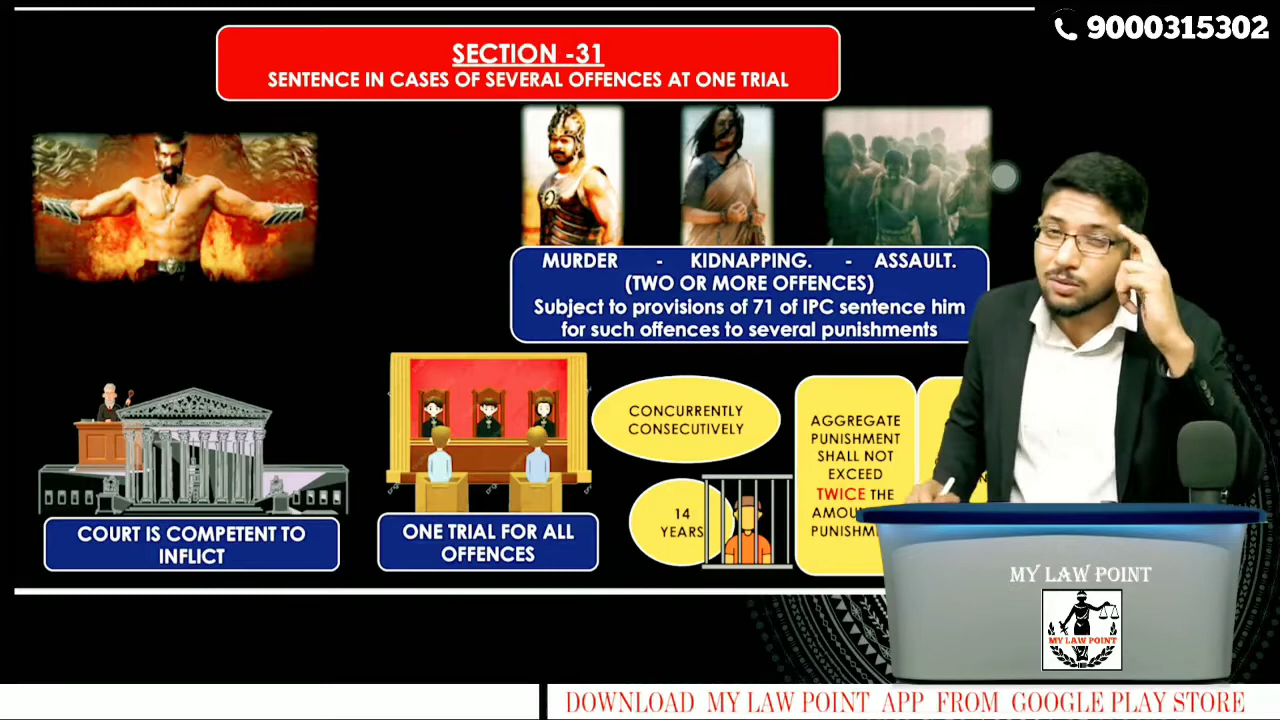 9000315302
SECTION -31
SENTENCE IN CASES OF SEVERAL OFFENCES AT ONE TRIAL
MURDER - KIDNAPPING. - ASSAULT.
(TWO OR MORE OFFENCES)
Subject to provisions of 71 of IPC sentence him
for such offences to several punishments
COURT IS COMPETENT TO
INFLICT
ONE TRIAL FOR ALL
OFFENCES
CONCURRENTLY
CONSECUTIVELY
14
YEARS
AGGREGATE
PUNISHMENT
SHALL NOT
EXCEED
TWICE THE
MY LAW POINT
MY LAW POINT
DOWNLOAD MY LAW POINT APP FROM GOOGLE PLAY STORE